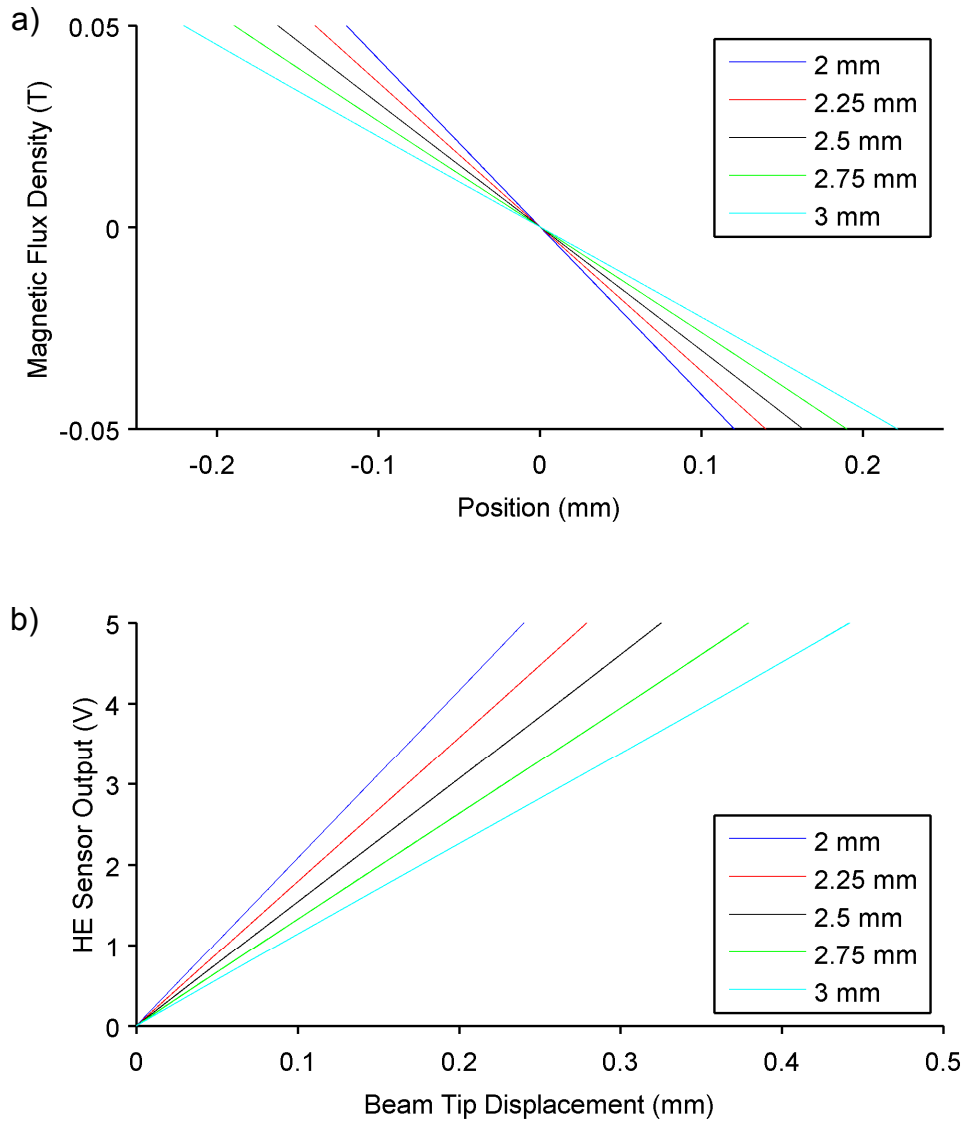 a)
0.05
0
-0.05
Magnetic Flux Density (T)
-0.2 -0.1 0 0.1 0.2
Position (mm)
2 mm
2.25 mm
2.5 mm
2.75 mm
3 mm
b)
5
4
3
2
1
0
HE Sensor Output (V)
0 0.1 0.2 0.3 0.4 0.5
Beam Tip Displacement (mm)
2 mm
2.25 mm
2.5 mm
2.75 mm
3 mm